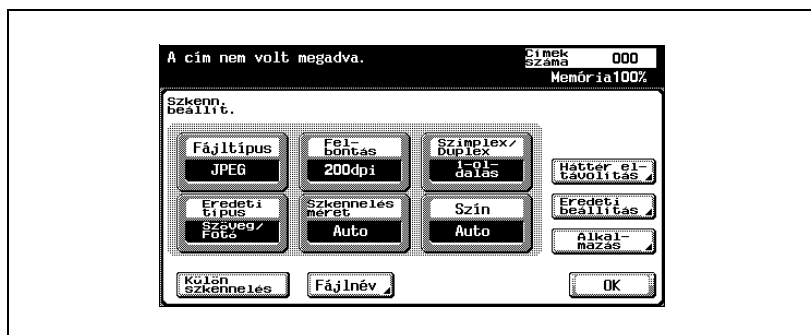 A cím nem volt megadva.
Címek
száma
000
Memória100%
Szkenn.
beállít.
Fájltípus
JPEG
Fel-
bontás
200dpi
Szimplex/
Duplex
1-ol-
dalas
Háttér el-
távolítás
Eredeti
típus
Szöveg/
Fotó
Szkennelés
méret
Auto
Szín
Auto
Eredeti
beállítás
Alkal-
mazás
Külön
szkennelés
Fájlnév
OK